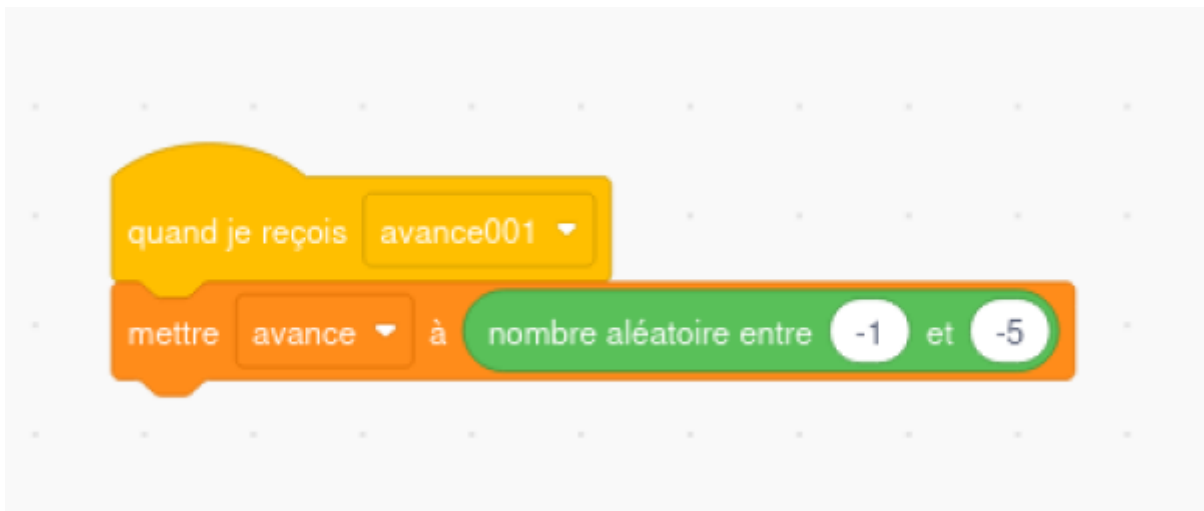 quand je reçois avance001
mettre avance à nombre aléatoire entre -1 et -5